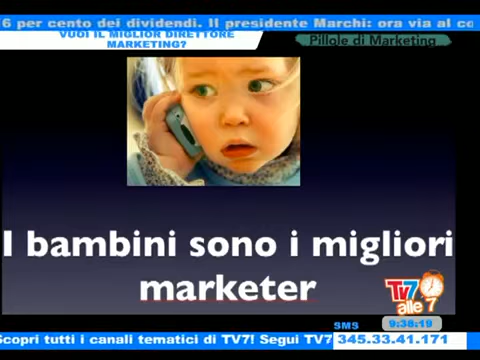 76 per cento dei dividendi. Il presidente Marchi: ora via al co
VUOI IL MIGLIOR DIRETTORE
MARKETING?
Pillole di Marketing
I bambini sono i migliori
marketer
TV7
alle 7
SMS
9:38:19
Scopri tutti i canali tematici di TV7! Segui TV7
345.33.41.171